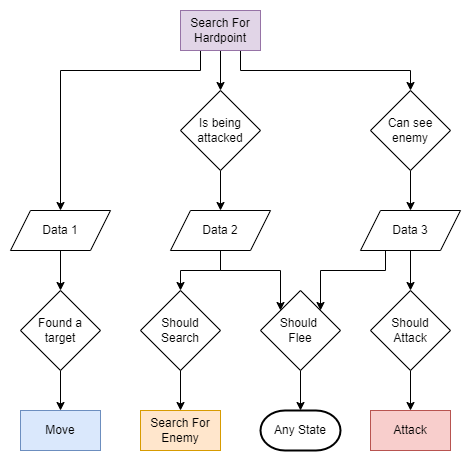 Search For
Hardpoint
Is being
attacked
Can see
enemy
Data 1
Data 2
Data 3
Found a
target
Should
Search
Should
Flee
Should
Attack
Move
Search For
Enemy
Any State
Attack